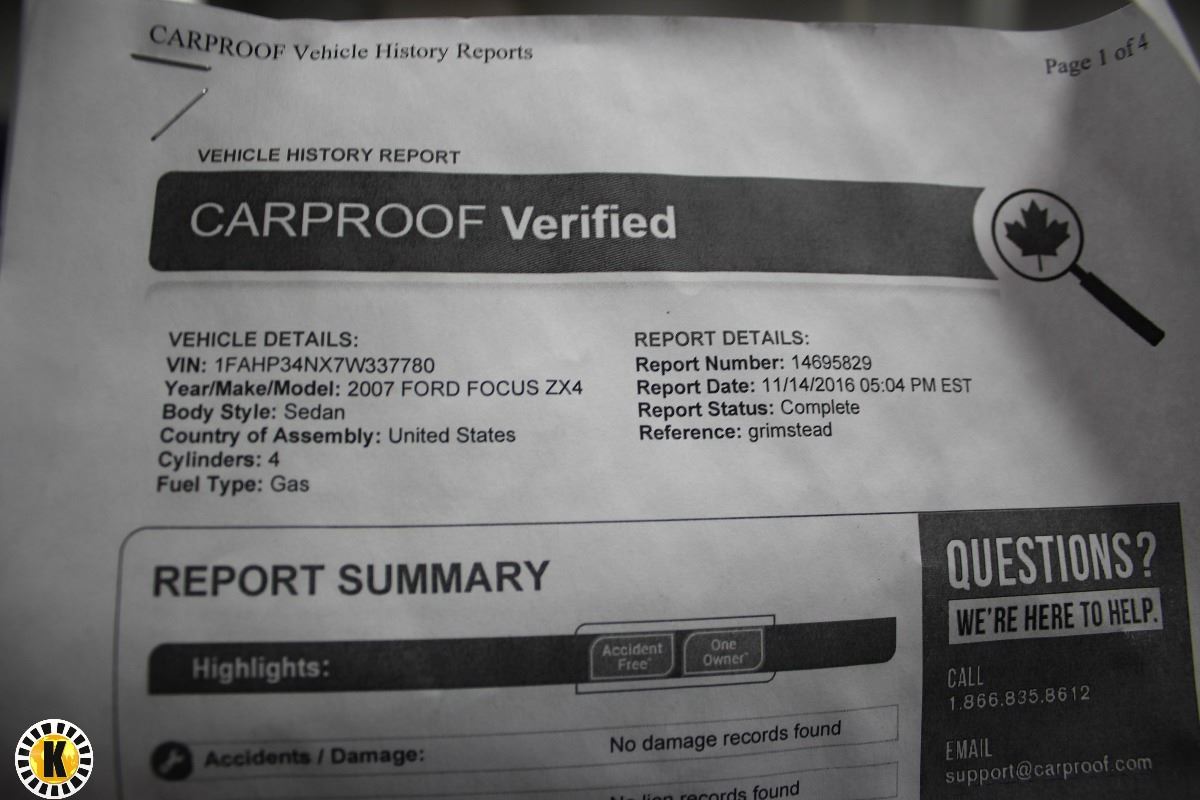 CARPROOF Vehicle History Reports
Page 1 of 4
VEHICLE HISTORY REPORT
CARPROOF Verified
VEHICLE DETAILS:
VIN: 1FAHP34NX7W337780
Year/Make/Model: 2007 FORD FOCUS ZX4
Body Style: Sedan
Country of Assembly: United States
Cylinders: 4
Fuel Type: Gas
REPORT DETAILS:
Report Number: 14695829
Report Date: 11/14/2016 05:04 PM EST
Report Status: Complete
Reference: grimstead
REPORT SUMMARY
Highlights:
Accident
Free*
One
Owner*
Accidents / Damage:
No damage records found
No lien records found
QUESTIONS?
WE'RE HERE TO HELP.
CALL
1.866.835.8612
EMAIL
support@carproof.com
K